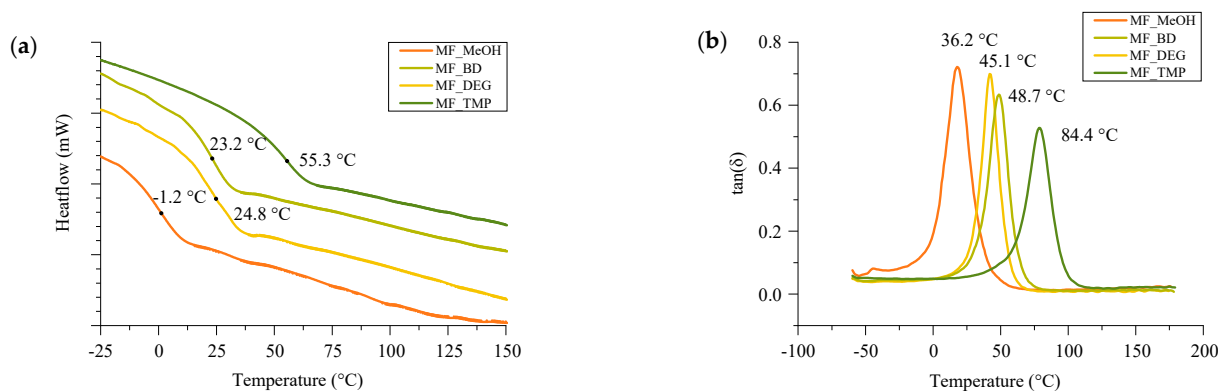 (a)
MF_MeOH
MF_BD
MF_DEG
MF_TMP
23.2 °C
55.3 °C
-1.2 °C
24.8 °C
Heatflow (mW)
-25 0 25 50 75 100 125 150
Temperature (°C)
(b)
MF_MeOH
MF_BD
MF_DEG
MF_TMP
36.2 °C
45.1 °C
48.7 °C
84.4 °C
tan(δ)
0.8
0.6
0.4
0.2
0.0
-100 -50 0 50 100 150 200
Temperature (°C)